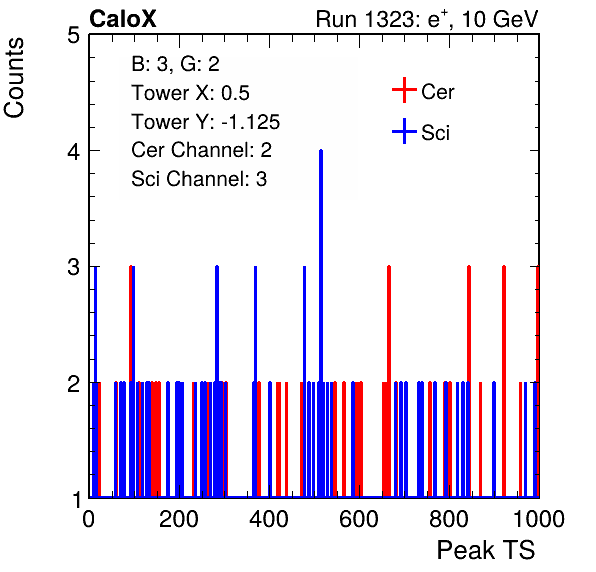 CaloX Run 1323: e⁺, 10 GeV
Counts
5
4
3
2
1
B: 3, G: 2
Tower X: 0.5
Tower Y: -1.125
Cer Channel: 2
Sci Channel: 3
Cer
Sci
0 200 400 600 800 1000
Peak TS